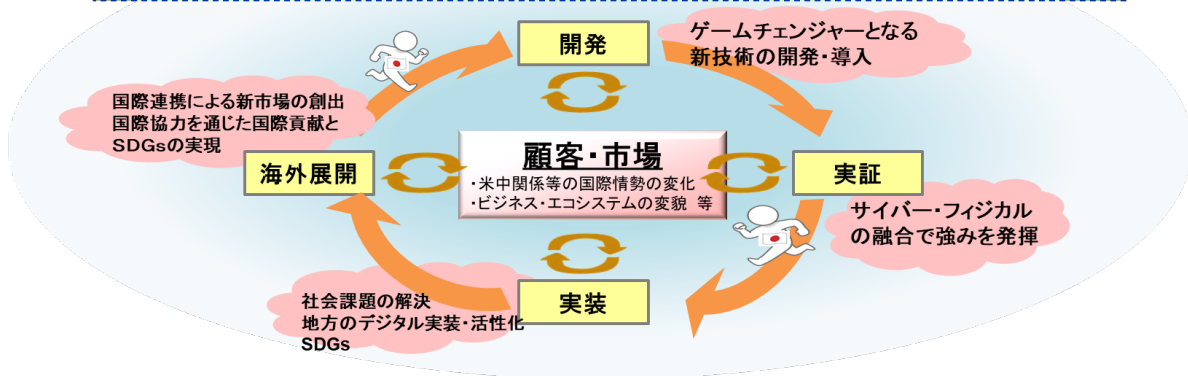 開発
ゲームチェンジャーとなる
新技術の開発・導入
国際連携による新市場の創出
国際協力を通じた国際貢献と
SDGsの実現
海外展開
顧客・市場
・米中関係等の国際情勢の変化
・ビジネス・エコシステムの変貌 等
実証
サイバー・フィジカル
の融合で強みを発揮
実装
社会課題の解決
地方のデジタル実装・活性化
SDGs